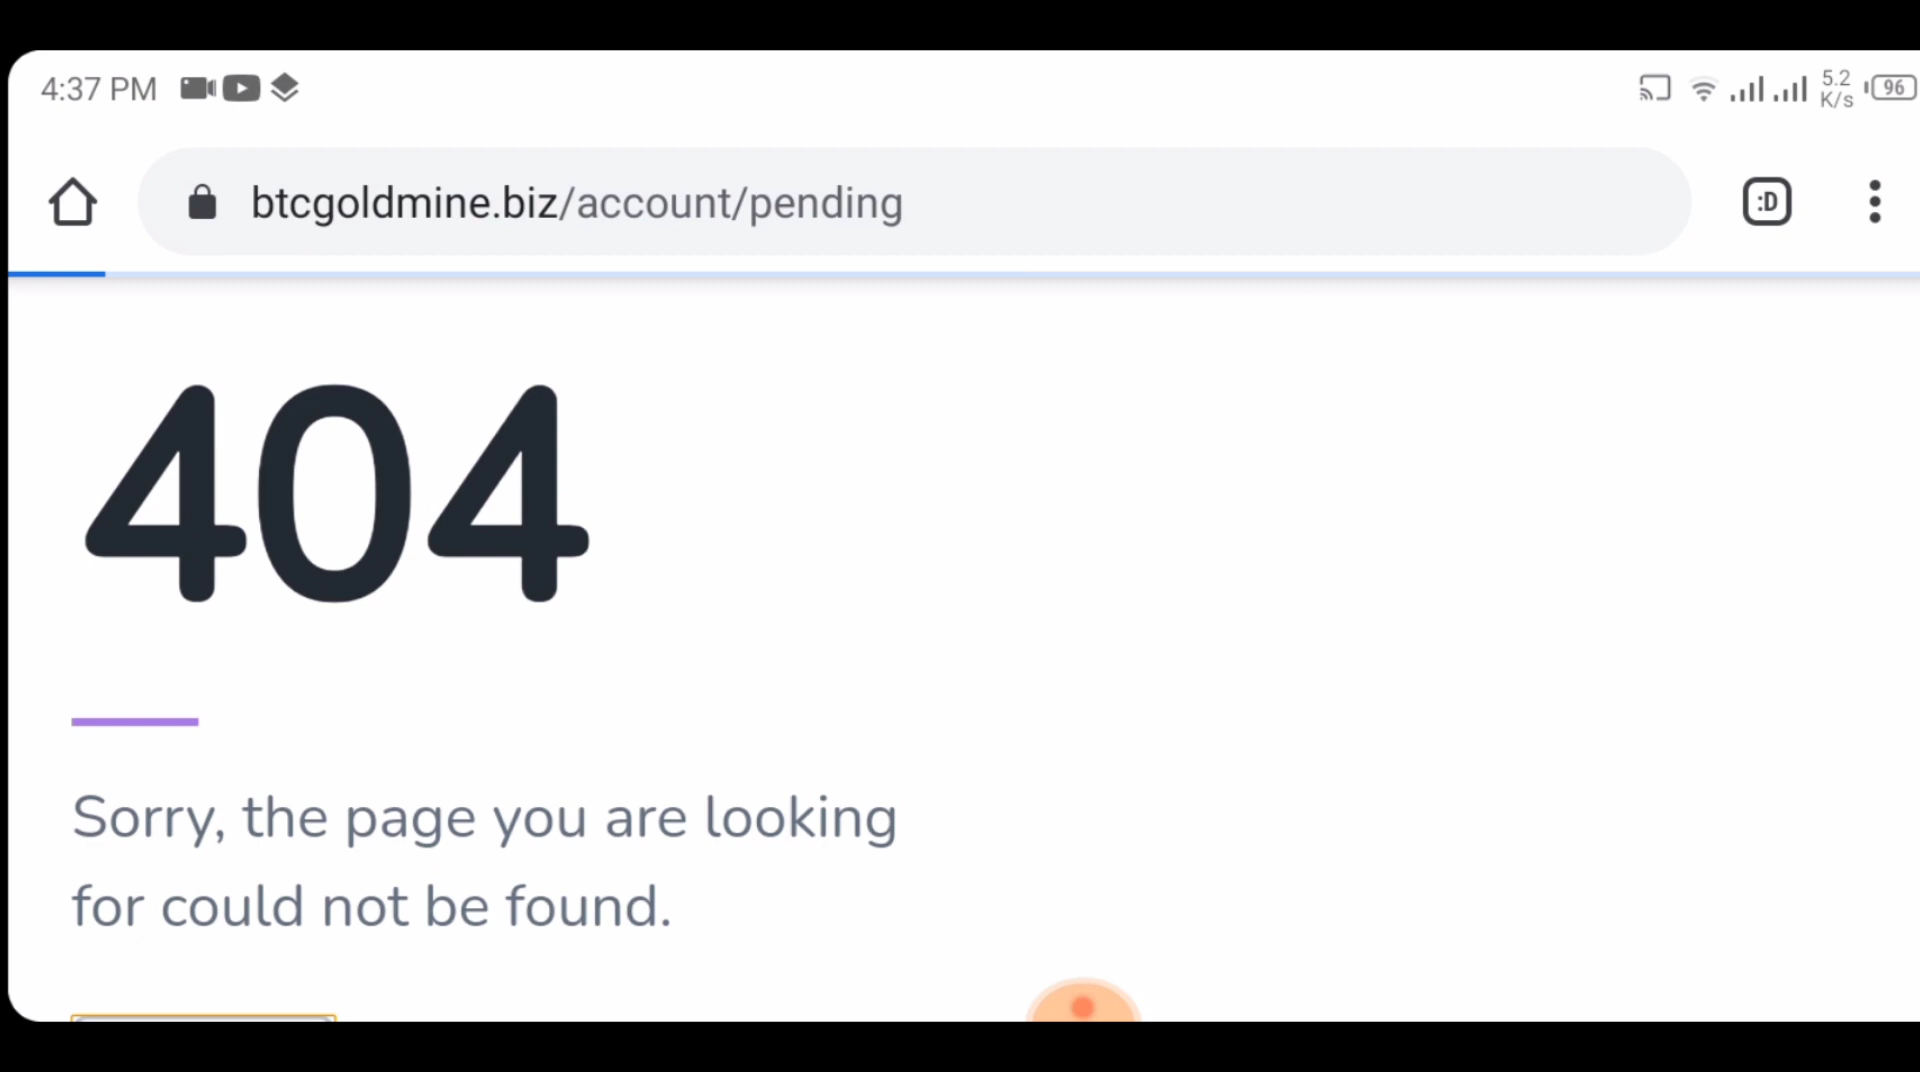 4:37 PM
5.2
K/s
96
btcgoldmine.biz/account/pending
:D
404
Sorry, the page you are looking
for could not be found.